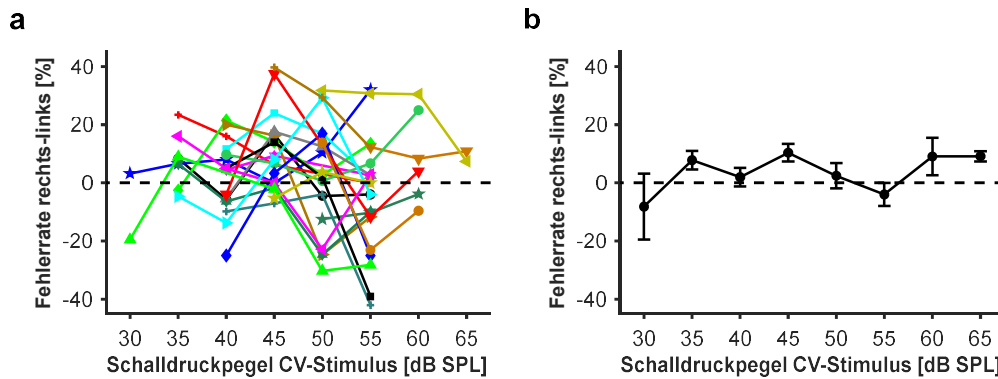 a
b
Fehlerrate rechts-links [%]
40
20
0
-20
-40
30 35 40 45 50 55 60 65
Schalldruckpegel CV-Stimulus [dB SPL]
Fehlerrate rechts-links [%]
40
20
0
-20
-40
30 35 40 45 50 55 60 65
Schalldruckpegel CV-Stimulus [dB SPL]